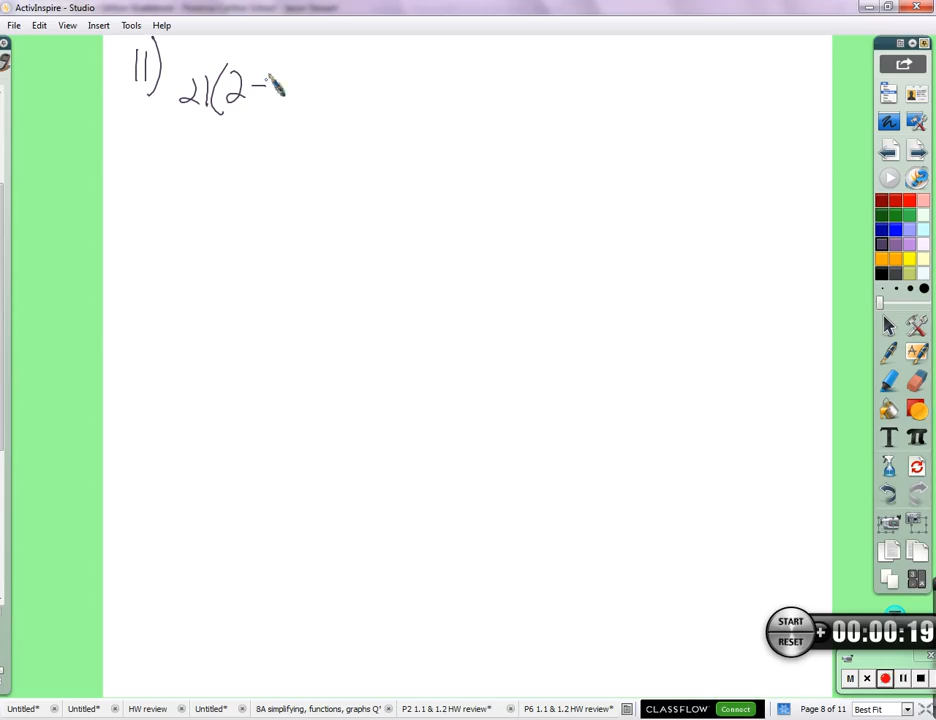 ActivInspire - Studio
File Edit View Insert Tools Help
11)
21(2 -
START
RESET
00:00:19
M
Untitled* Untitled* HW review Untitled* 8A simplifying, functions, graphs Q' P2 1.1 & 1.2 HW review* P6 1.1 & 1.2 HW review* CLASSFLOW Connect Page 8 of 11 Best Fit